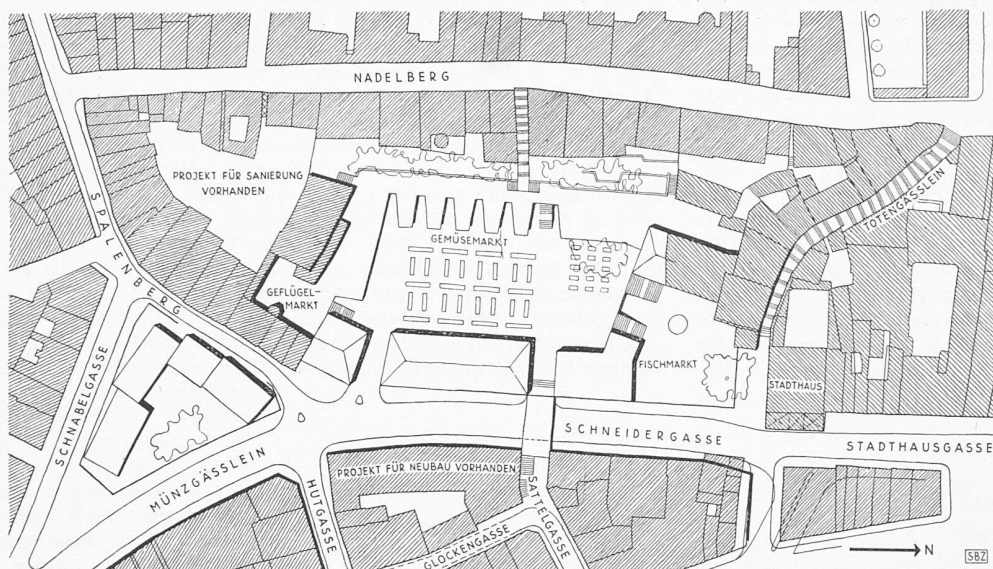 NADELBERG
PROJEKT FÜR SANIERUNG
VORHANDEN
SPALENBERG
TOTENGÄSSLEIN
GEMÜSEMARKT
GEFLÜGEL-
MARKT
FISCHMARKT
STADTHAUS
SCHNABELGASSE
MÜNZGÄSSLEIN
SCHNEIDERGASSE
STADTHAUSGASSE
PROJEKT FÜR NEUBAU VORHANDEN
HUTGASSE
SATTELGASSE
GLOCKENGASSE
N
SBZ